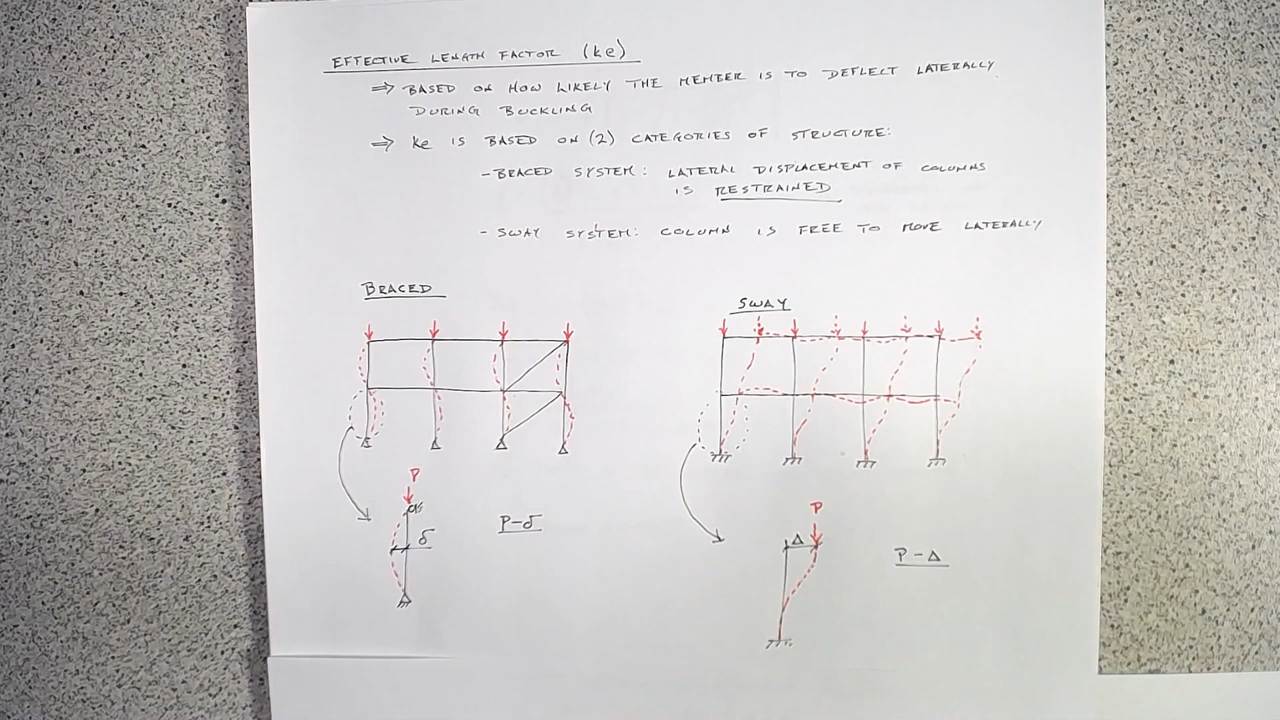 EFFECTIVE LENGTH FACTOR (ke)
⇒ BASED ON HOW LIKELY THE MEMBER IS TO DEFLECT LATERALLY
DURING BUCKLING
⇒ ke IS BASED ON (2) CATEGORIES OF STRUCTURE:
- BRACED SYSTEM: LATERAL DISPLACEMENT OF COLUMNS
IS RESTRAINED
- SWAY SYSTEM: COLUMN IS FREE TO MOVE LATERALLY
BRACED
SWAY
P
δ
P-δ
P
Δ
P-Δ